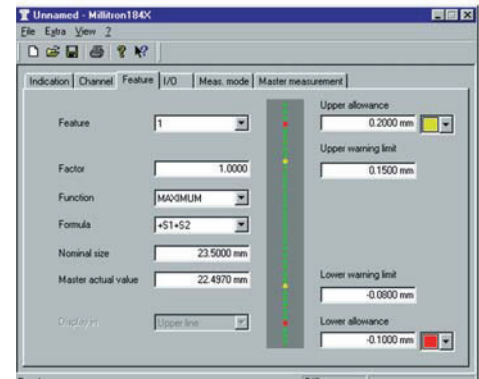 Unnamed - Millitron184X
File Extra View ?
Indication Channel Feature I/O Meas. mode Master measurement
Upper allowance
Feature 1 0.2000 mm
Upper warning limit
Factor 1.0000 0.1500 mm
Function MAXIMUM
Formula +S1+S2
Nominal size 23.5000 mm
Master actual value 22.4970 mm
Lower warning limit
-0.0800 mm
Display in Upper line
Lower allowance
-0.1000 mm